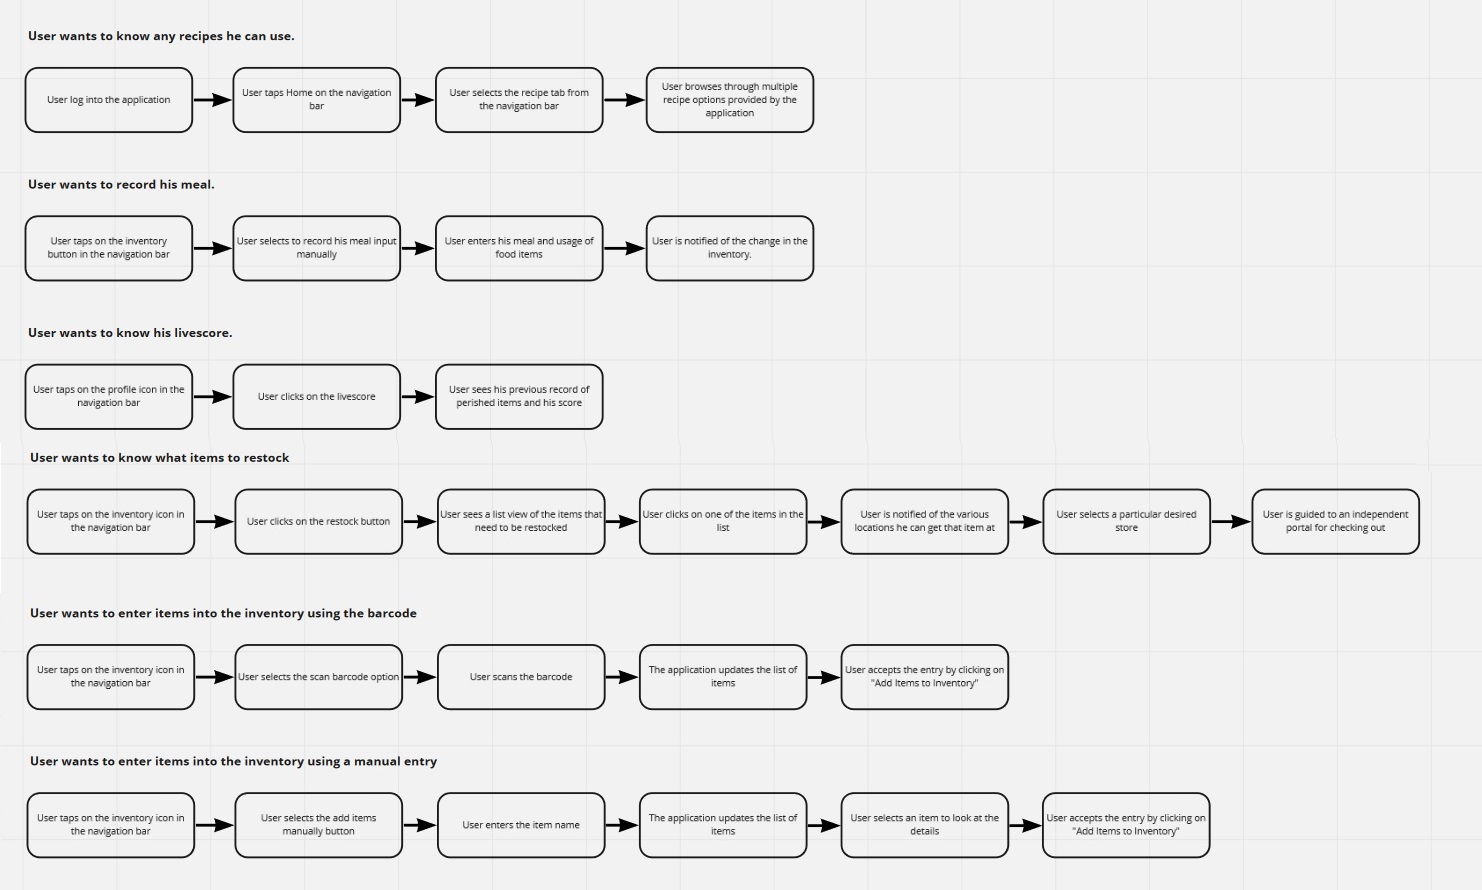 User wants to know any recipes he can use.
User log into the application
User taps Home on the navigation
bar
User selects the recipe tab from
the navigation bar
User browses through multiple
recipe options provided by the
application
User wants to record his meal.
User taps on the inventory
button in the navigation bar
User selects to record his meal input
manually
User enters his meal and usage of
food items
User is notified of the change in the
inventory.
User wants to know his livescore.
User taps on the profile icon in the
navigation bar
User clicks on the livescore
User sees his previous record of
perished items and his score
User wants to know what items to restock
User taps on the inventory icon in
the navigation bar
User clicks on the restock button
User sees a list view of the items that
need to be restocked
User clicks on one of the items in the
list
User is notified of the various
locations he can get that item at
User selects a particular desired
store
User is guided to an independent
portal for checking out
User wants to enter items into the inventory using the barcode
User taps on the inventory icon in
the navigation bar
User selects the scan barcode option
User scans the barcode
The application updates the list of
items
User accepts the entry by clicking on
"Add Items to Inventory"
User wants to enter items into the inventory using a manual entry
User taps on the inventory icon in
the navigation bar
User selects the add items
manually button
User enters the item name
The application updates the list of
items
User selects an item to look at the
details
User accepts the entry by clicking on
"Add Items to Inventory"